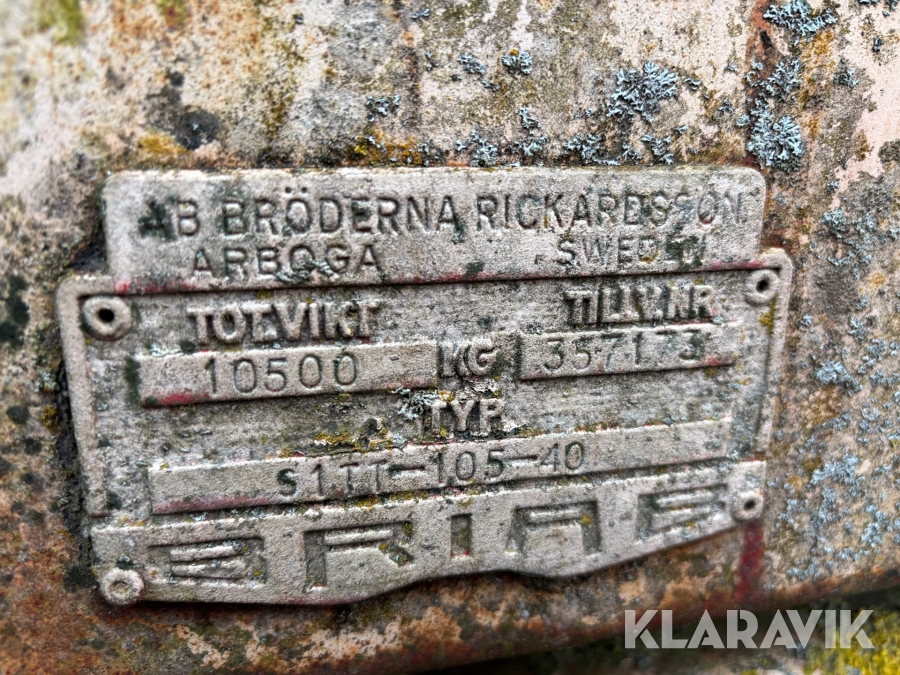 AB BRÖDERNA RICKARDSSON
ARBOGA SWEDEN
TOT.VIKT TILLV.NR
10500 KG 357173
TYP
S1TT-105-40
BRIAB
KLARAVIK